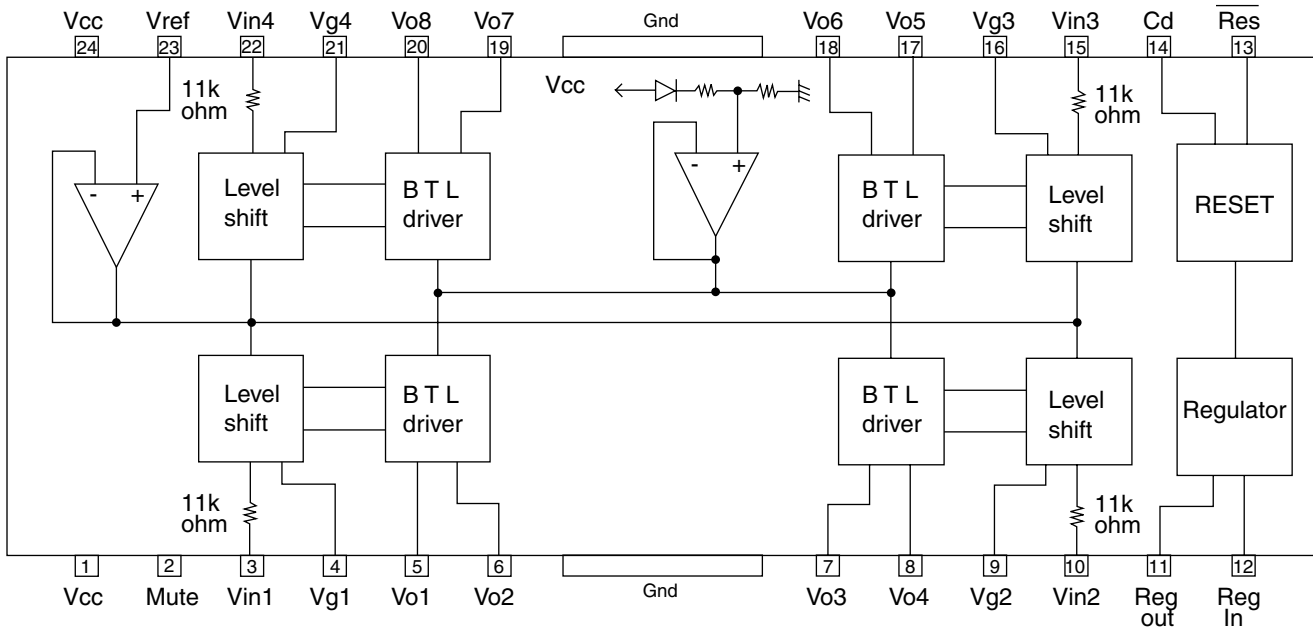 Vcc Vref Vin4 Vg4 Vo8 Vo7 Gnd Vo6 Vo5 Vg3 Vin3 Cd Res
24 23 22 21 20 19 18 17 16 15 14 13
11k
ohm
Vcc
11k
ohm
- +
Level
shift
B T L
driver
- +
B T L
driver
Level
shift
RESET
Level
shift
B T L
driver
B T L
driver
Level
shift
Regulator
11k
ohm
11k
ohm
1 2 3 4 5 6 7 8 9 10 11 12
Vcc Mute Vin1 Vg1 Vo1 Vo2 Gnd Vo3 Vo4 Vg2 Vin2 Reg
out
Reg
In